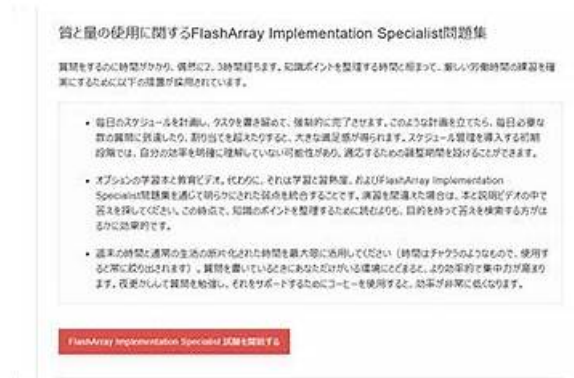 質と量の使用に関するFlashArray Implementation Specialist問題集
質問をするのに時間がかかり、偶然に2、3時間経ちます。知識ポイントを整理する時間と相まって、厳しい労働時間の練習を確
実にするために以下の措置が採用されています。
毎日のスケジュールを計画し、タスクを書き留めて、強制的に完了させます。このような計画を立てたら、毎日必要な
数の質問に到達したり、割り当てを超えたりすると、大きな満足感が得られます。スケジュール管理を導入する初期
段階では、自分の効率を明確に理解していない可能性があり、適応するための調整期間を設けることができます。
オプションの学習本と教育ビデオ。代わりに、それは学習と習熟度、およびFlashArray Implementation
Specialist問題集を通じて明らかにされた弱点を統合することです。演習を間違えた場合は、本と説明ビデオの中で
答えを探してください。この時点で、知識のポイントを整理するために読むよりも、目的を持って答えを検索する方がは
るかに効果的です。
週末の時間と通常の生活の断片化された時間を最大限に活用してください（時間はチャクラのようなもので、使用す
ると常に絞り出されます）。質問を書いているときにあなただけがいる環境にとどまると、より効率的で集中力が高まり
ます。夜更かしして質問を勉強し、それをサポートするためにコーヒーを使用すると、効率が非常に低くなります。
FlashArray Implementation Specialist 試験を開始する